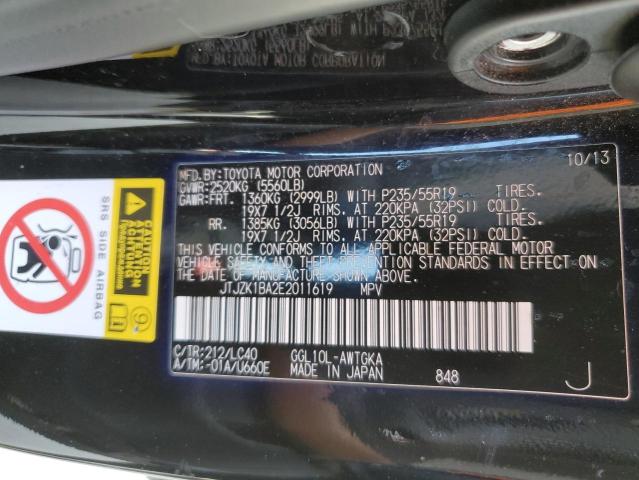 MFD.BY:TOYOTA MOTOR CORPORATION 10/13
GVWR:2520KG (5560LB)
GAWR:FRT. 1360KG (2999LB) WITH P235/55R19 TIRES.
19X7 1/2J RIMS. AT 220KPA (32PSI) COLD.
RR. 1385KG (3056LB) WITH P235/55R19 TIRES.
19X7 1/2J RIMS. AT 220KPA (32PSI) COLD.
THIS VEHICLE CONFORMS TO ALL APPLICABLE FEDERAL MOTOR
VEHICLE SAFETY AND THEFT PREVENTION STANDARDS IN EFFECT ON
THE DATE OF MANUFACTURE SHOWN ABOVE.
JTJZK1BA2E2011619 MPV
C/TR:212/LC40 GGL10L-AWTGKA
A/TM:-01A/U660E MADE IN JAPAN 848 J
SRS SIDE AIRBAG
CAUTION